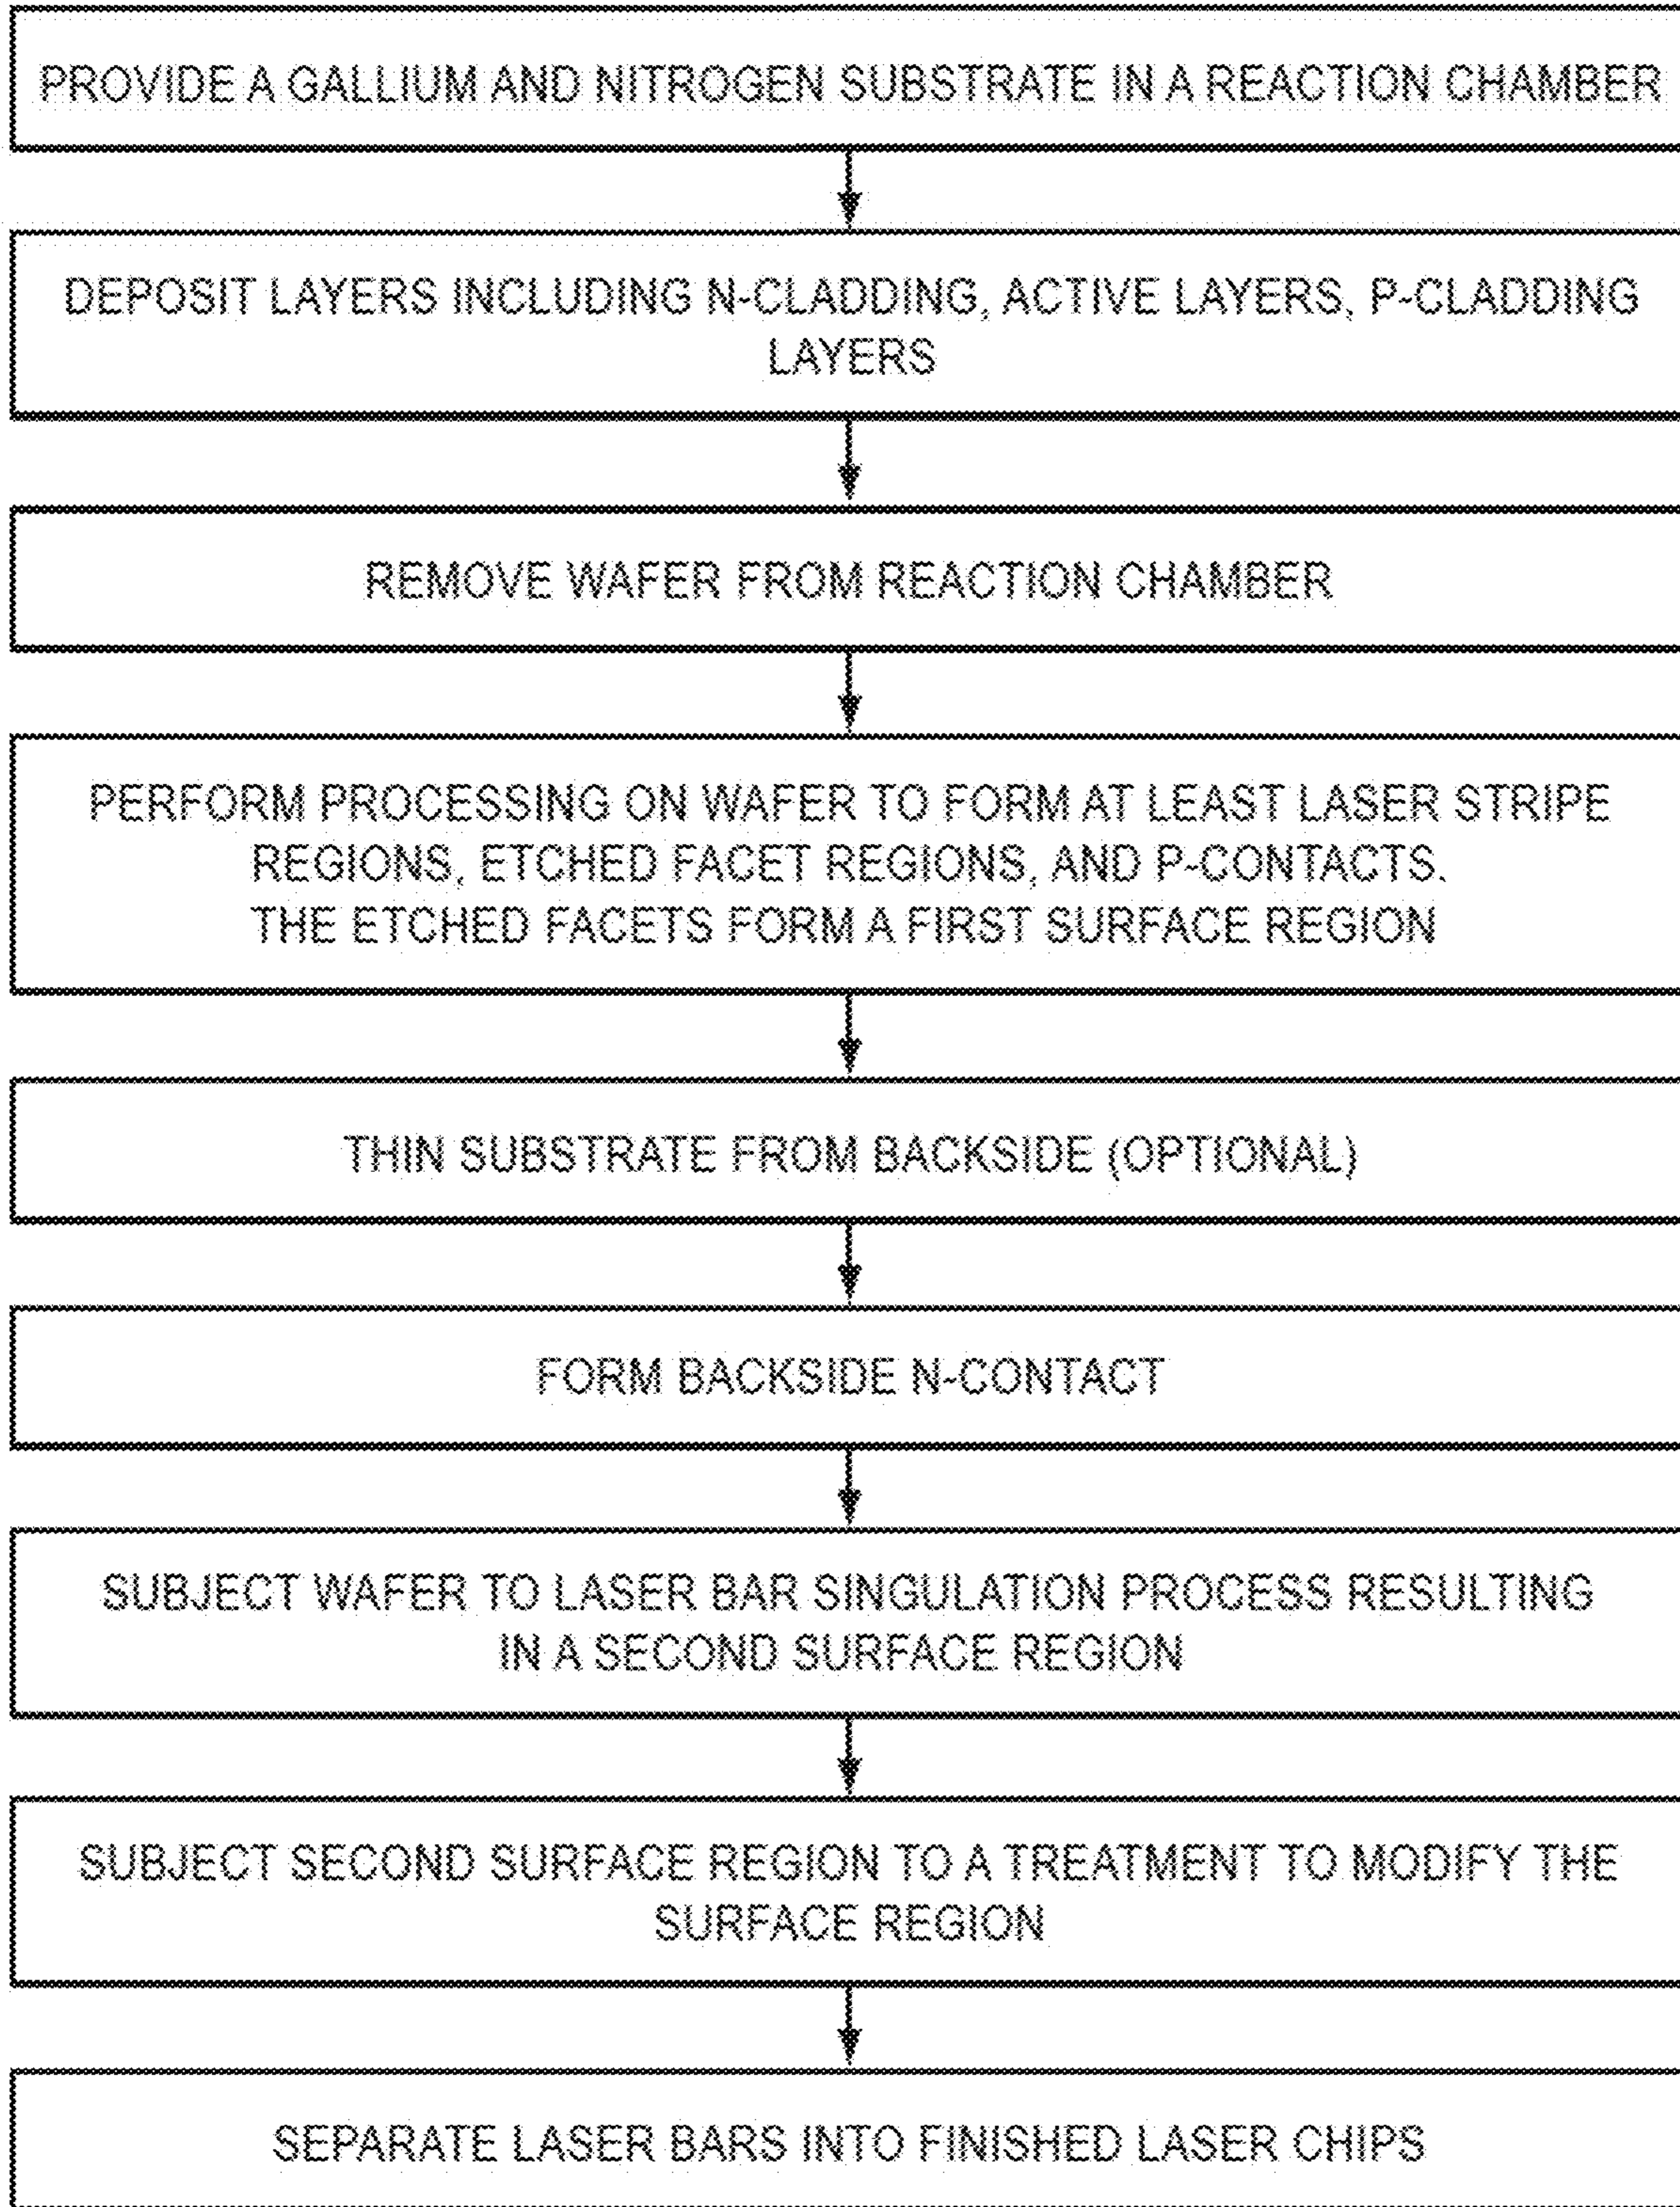 PROVIDE A GALLIUM AND NITROGEN SUBSTRATE IN A REACTION CHAMBER
DEPOSIT LAYERS INCLUDING N-CLADDING, ACTIVE LAYERS, P-CLADDING
LAYERS
REMOVE WAFER FROM REACTION CHAMBER
PERFORM PROCESSING ON WAFER TO FORM AT LEAST LASER STRIPE
REGIONS, ETCHED FACET REGIONS, AND P-CONTACTS.
THE ETCHED FACETS FORM A FIRST SURFACE REGION
THIN SUBSTRATE FROM BACKSIDE (OPTIONAL)
FORM BACKSIDE N-CONTACT
SUBJECT WAFER TO LASER BAR SINGULATION PROCESS RESULTING
IN A SECOND SURFACE REGION
SUBJECT SECOND SURFACE REGION TO A TREATMENT TO MODIFY THE
SURFACE REGION
SEPARATE LASER BARS INTO FINISHED LASER CHIPS